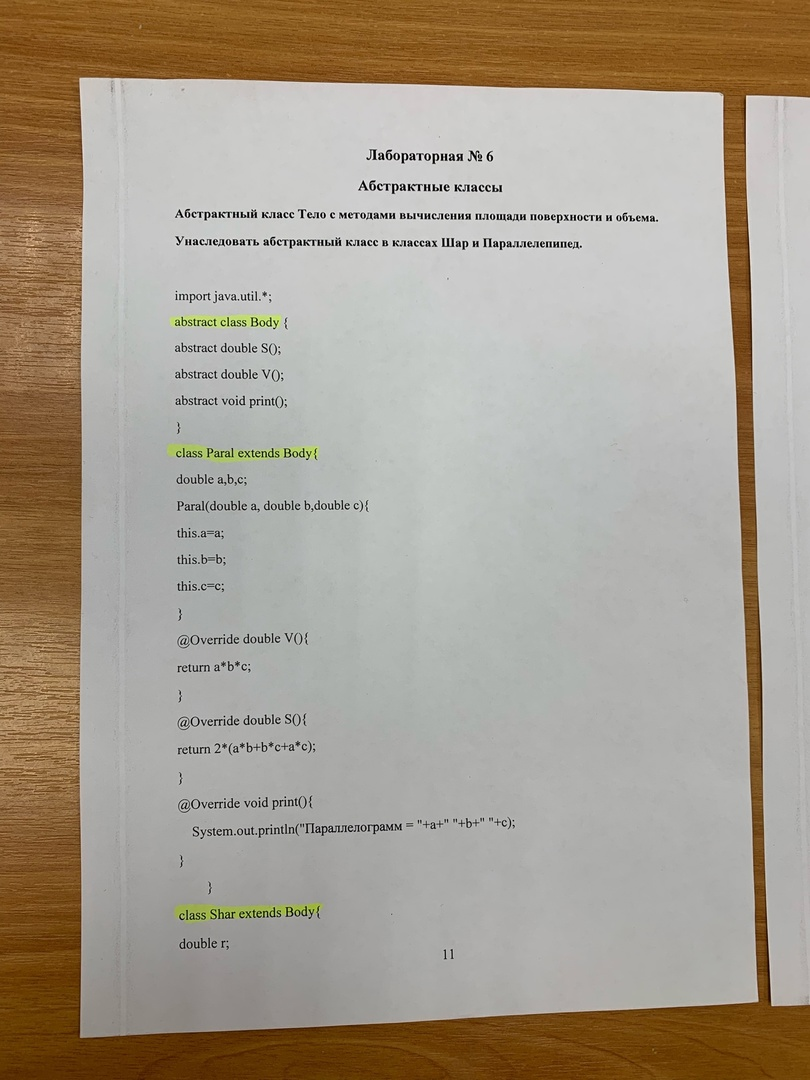 Лабораторная № 6
Абстрактные классы
Абстрактный класс Тело с методами вычисления площади поверхности и объема.
Унаследовать абстрактный класс в классах Шар и Параллелепипед.
import java.util.*;
abstract class Body {
abstract double S();
abstract double V();
abstract void print();
}
class Paral extends Body{
double a,b,c;
Paral(double a, double b,double c){
this.a=a;
this.b=b;
this.c=c;
}
@Override double V(){
return a*b*c;
}
@Override double S(){
return 2*(a*b+b*c+a*c);
}
@Override void print(){
System.out.println("Параллелограмм = "+a+" "+b+" "+c);
}
}
class Shar extends Body{
double r;
11